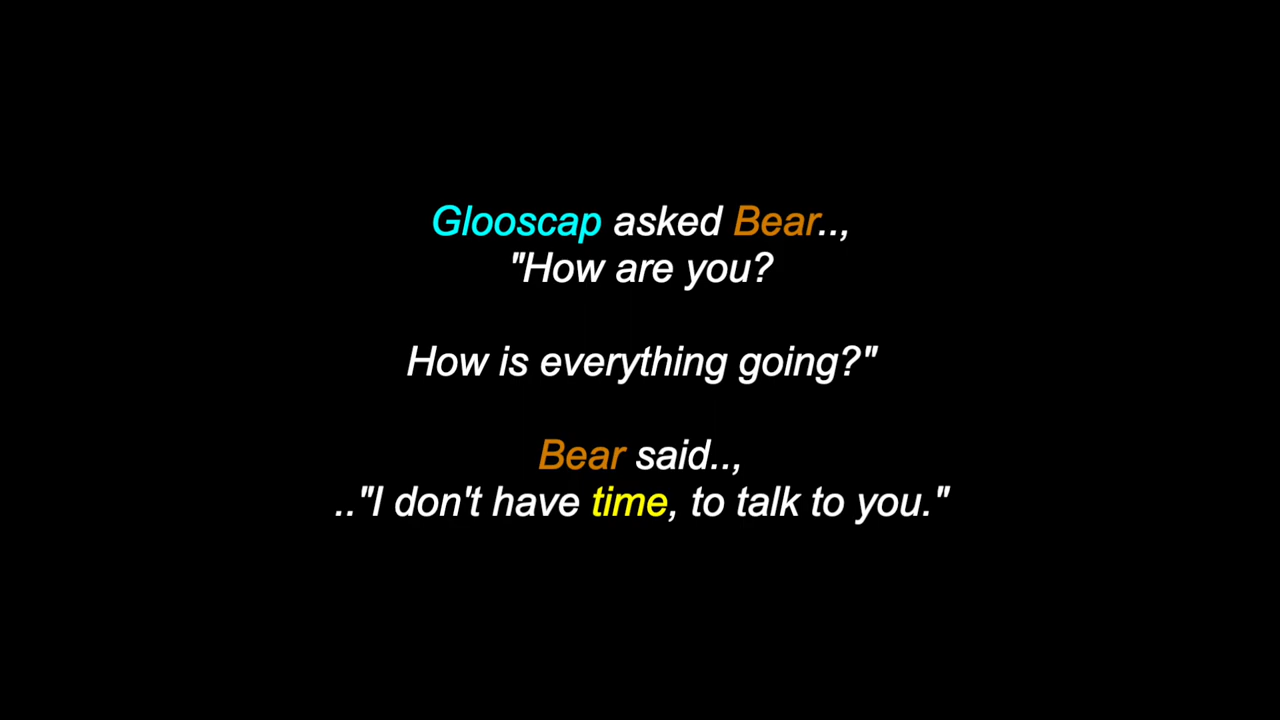 Glooscap asked Bear..,
"How are you?
How is everything going?"
Bear said..,
.."I don't have time, to talk to you."